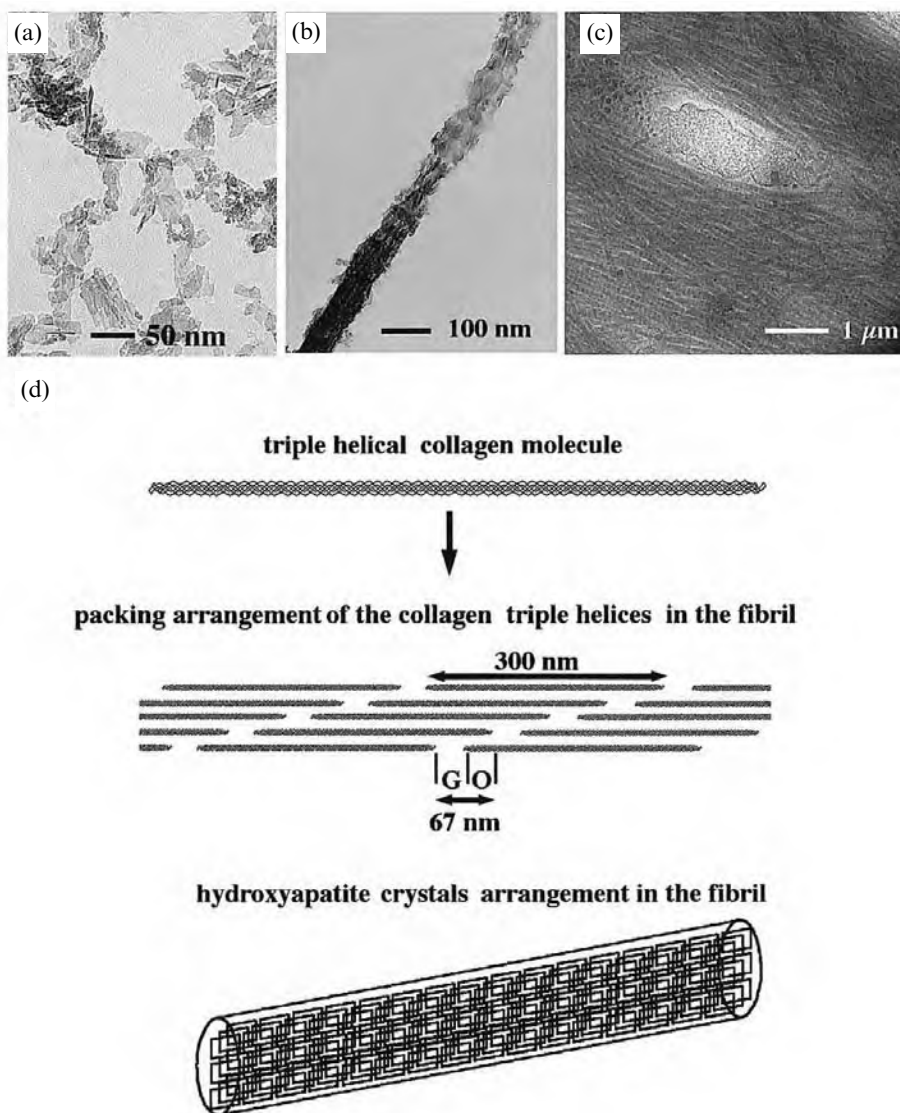 (a)
(b)
(c)
50 nm
100 nm
1 μm
(d)
triple helical collagen molecule
packing arrangement of the collagen triple helices in the fibril
300 nm
G O
67 nm
hydroxyapatite crystals arrangement in the fibril